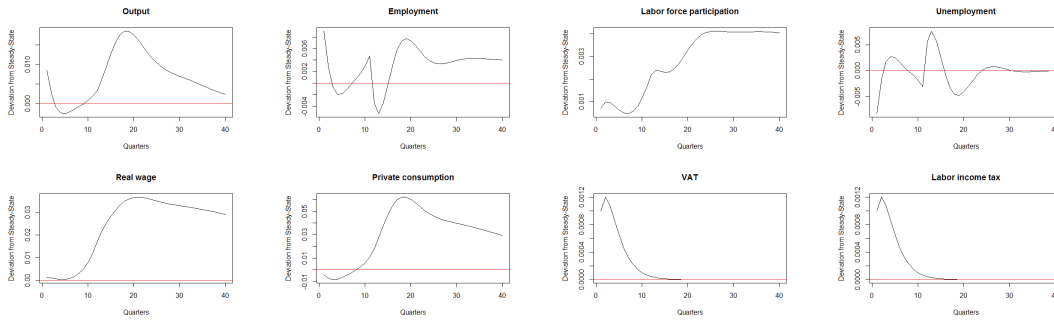 Output
Employment
Labor force participation
Unemployment
Deviation from Steady-State
0.000 0.010
Deviation from Steady-State
-0.004 0.002 0.006
Deviation from Steady-State
0.001 0.003
Deviation from Steady-State
-0.005 0.000 0.005
0 10 20 30 40
0 10 20 30 40
0 10 20 30 40
0 10 20 30 40
Quarters
Quarters
Quarters
Quarters
Real wage
Private consumption
VAT
Labor income tax
Deviation from Steady-State
0.00 0.01 0.02 0.03
Deviation from Steady-State
-0.01 0.01 0.03 0.05
Deviation from Steady-State
0.0000 0.0004 0.0008 0.0012
Deviation from Steady-State
0.0000 0.0004 0.0008 0.0012
0 10 20 30 40
0 10 20 30 40
0 10 20 30 40
0 10 20 30 40
Quarters
Quarters
Quarters
Quarters